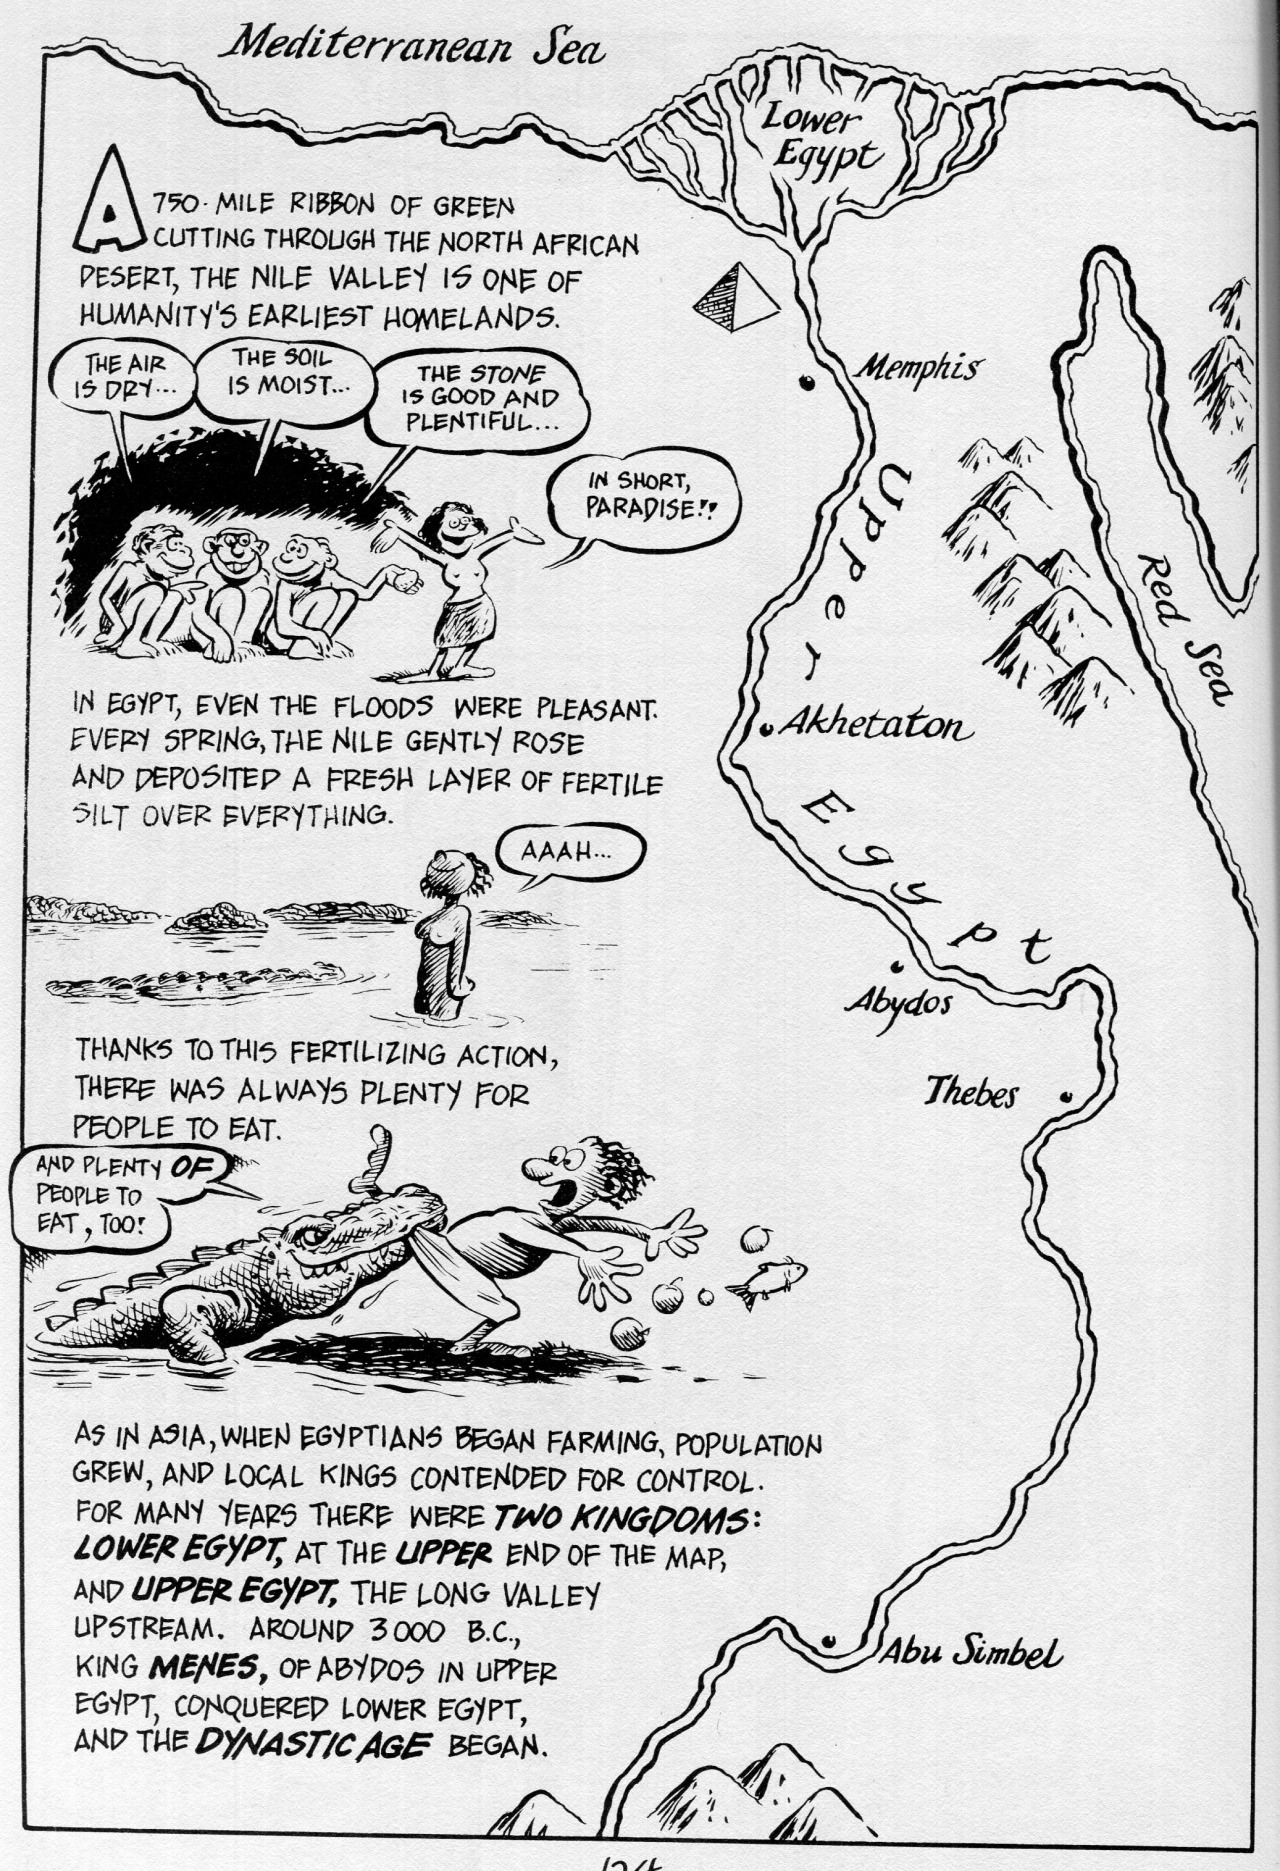 Mediterranean Sea
Lower
Egypt
A 750-MILE RIBBON OF GREEN
CUTTING THROUGH THE NORTH AFRICAN
DESERT, THE NILE VALLEY IS ONE OF
HUMANITY'S EARLIEST HOMELANDS.
THE AIR
IS DRY...
THE SOIL
IS MOIST...
THE STONE
IS GOOD AND
PLENTIFUL...
IN SHORT,
PARADISE!!
Memphis
Upper
Egypt
Red Sea
IN EGYPT, EVEN THE FLOODS WERE PLEASANT.
EVERY SPRING, THE NILE GENTLY ROSE
AND DEPOSITED A FRESH LAYER OF FERTILE
SILT OVER EVERYTHING.
Akhetaton
AAAH...
Abydos
THANKS TO THIS FERTILIZING ACTION,
THERE WAS ALWAYS PLENTY FOR
PEOPLE TO EAT.
Thebes
AND PLENTY OF
PEOPLE TO
EAT, TOO!
AS IN ASIA, WHEN EGYPTIANS BEGAN FARMING, POPULATION
GREW, AND LOCAL KINGS CONTENDED FOR CONTROL.
FOR MANY YEARS THERE WERE TWO KINGDOMS:
LOWER EGYPT, AT THE UPPER END OF THE MAP,
AND UPPER EGYPT, THE LONG VALLEY
UPSTREAM. AROUND 3000 B.C.,
KING MENES, OF ABYDOS IN UPPER
EGYPT, CONQUERED LOWER EGYPT,
AND THE DYNASTIC AGE BEGAN.
Abu Simbel